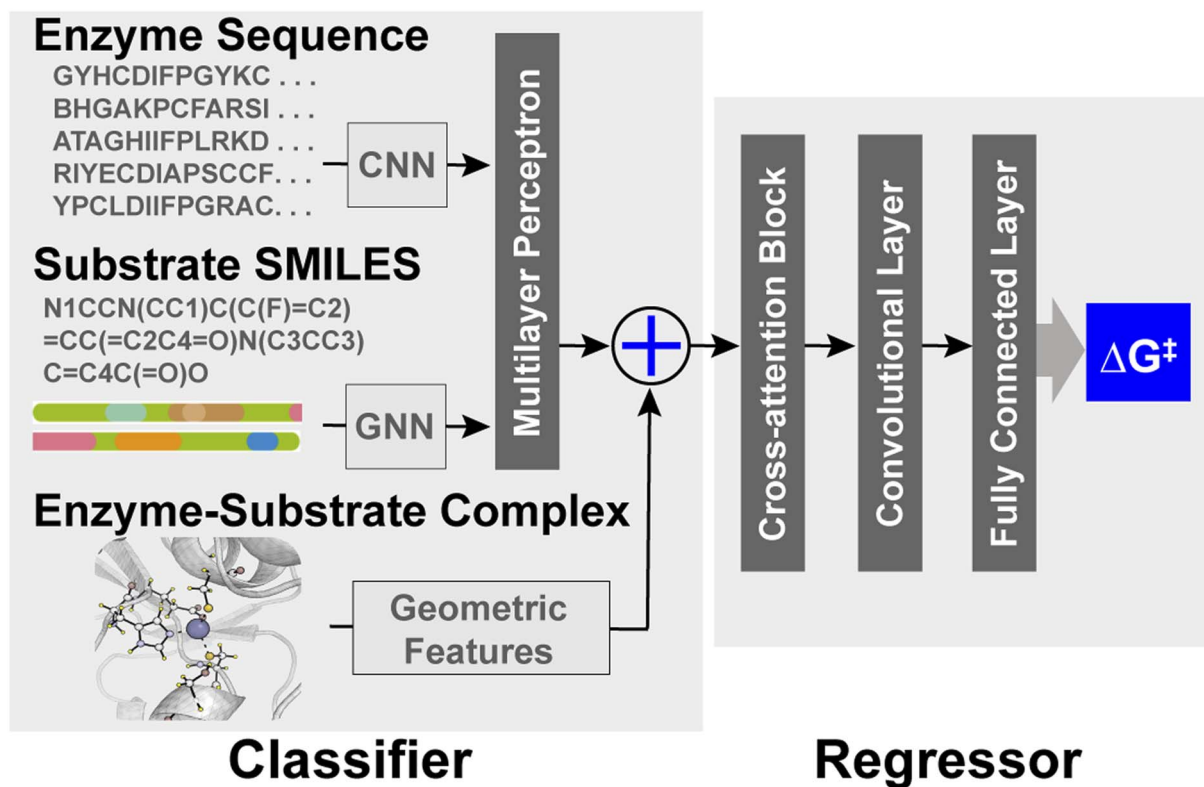 Enzyme Sequence
GYHCDIFPGYKC . . .
BHGAKPCFARSI . . .
ATAGHIIFPLRKD . . .
RIYECDIAPSCCF. . .
YPCLDIIFPGRAC. . .
CNN
Substrate SMILES
N1CCN(CC1)C(C(F)=C2)
=CC(=C2C4=O)N(C3CC3)
C=C4C(=O)O
GNN
Multilayer Perceptron
Enzyme-Substrate Complex
Geometric
Features
+
Cross-attention Block
Convolutional Layer
Fully Connected Layer
ΔG‡
Classifier
Regressor